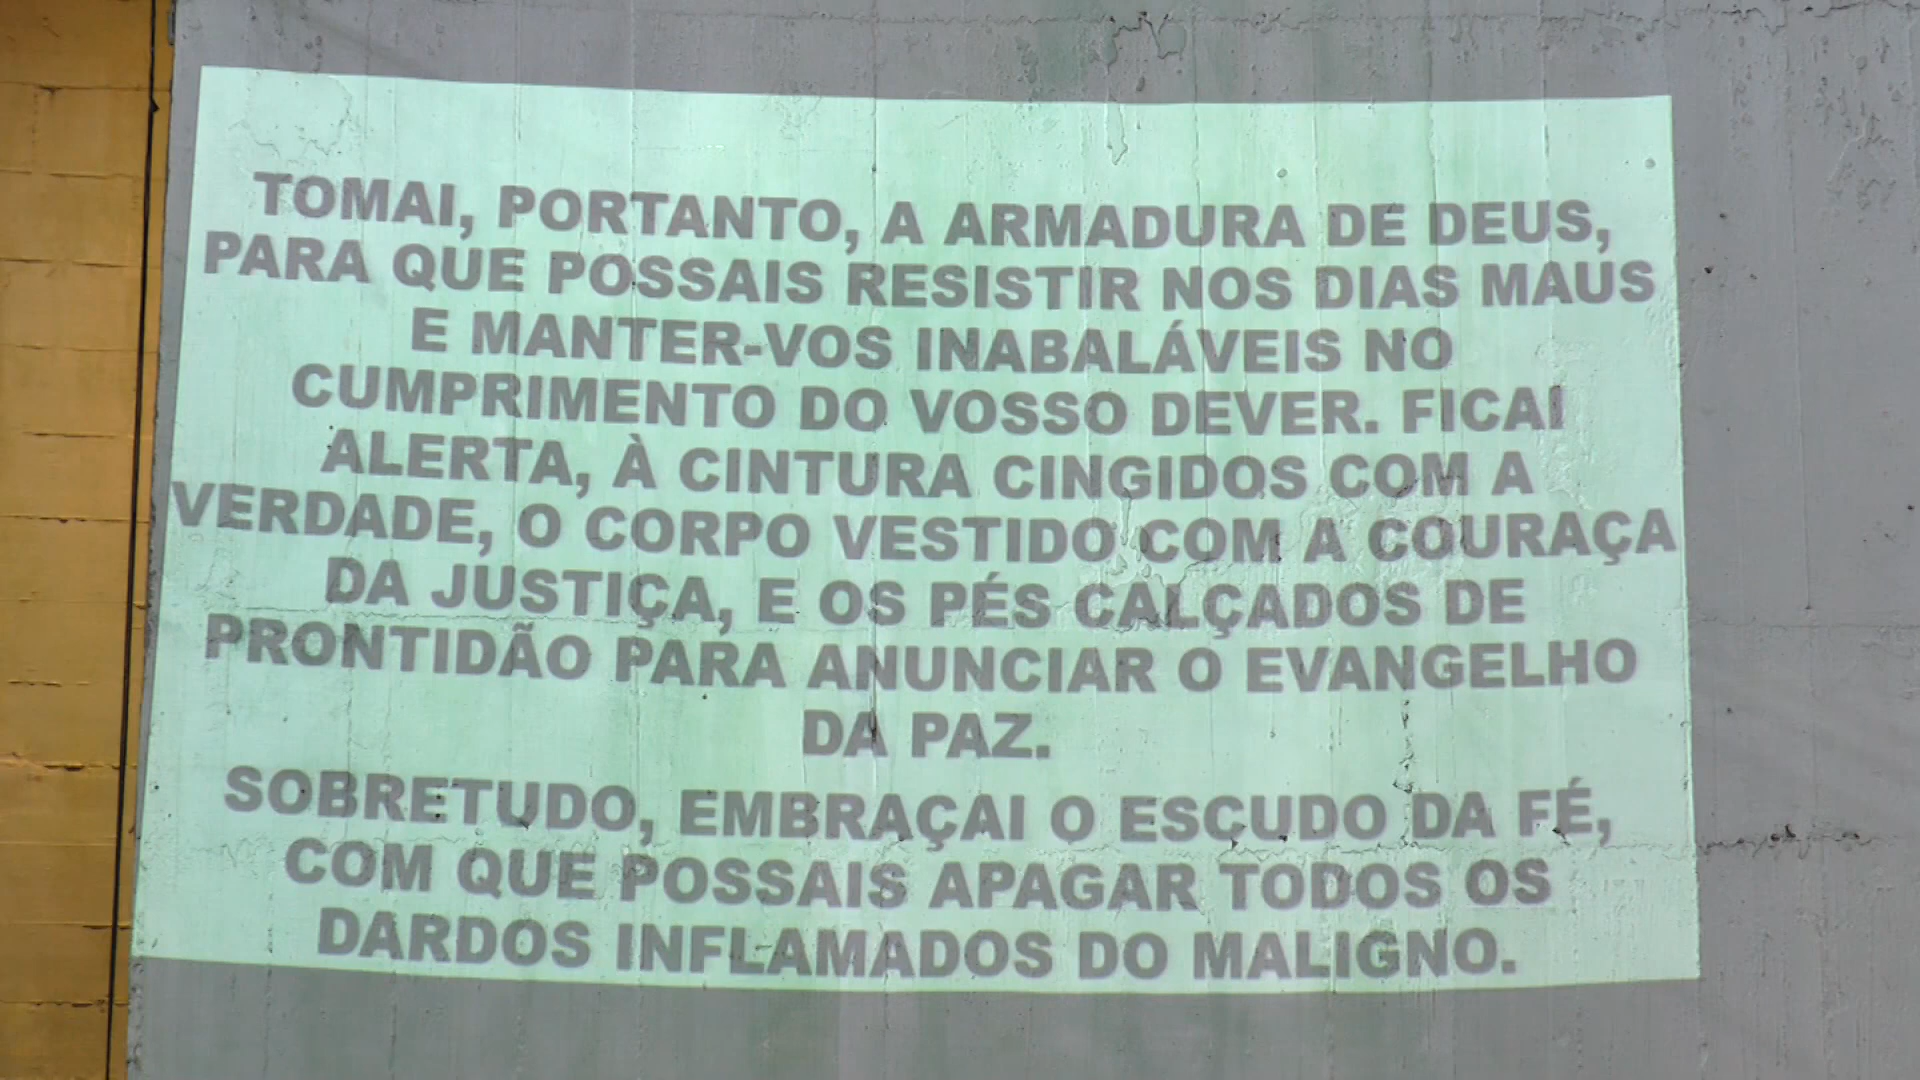 TOMAI, PORTANTO, A ARMADURA DE DEUS,
PARA QUE POSSAIS RESISTIR NOS DIAS MAUS
E MANTER-VOS INABALÁVEIS NO
CUMPRIMENTO DO VOSSO DEVER. FICAI
ALERTA, À CINTURA CINGIDOS COM A
VERDADE, O CORPO VESTIDO COM A COURAÇA
DA JUSTIÇA, E OS PÉS CALÇADOS DE
PRONTIDÃO PARA ANUNCIAR O EVANGELHO
DA PAZ.
SOBRETUDO, EMBRAÇAI O ESCUDO DA FÉ,
COM QUE POSSAIS APAGAR TODOS OS
DARDOS INFLAMADOS DO MALIGNO.